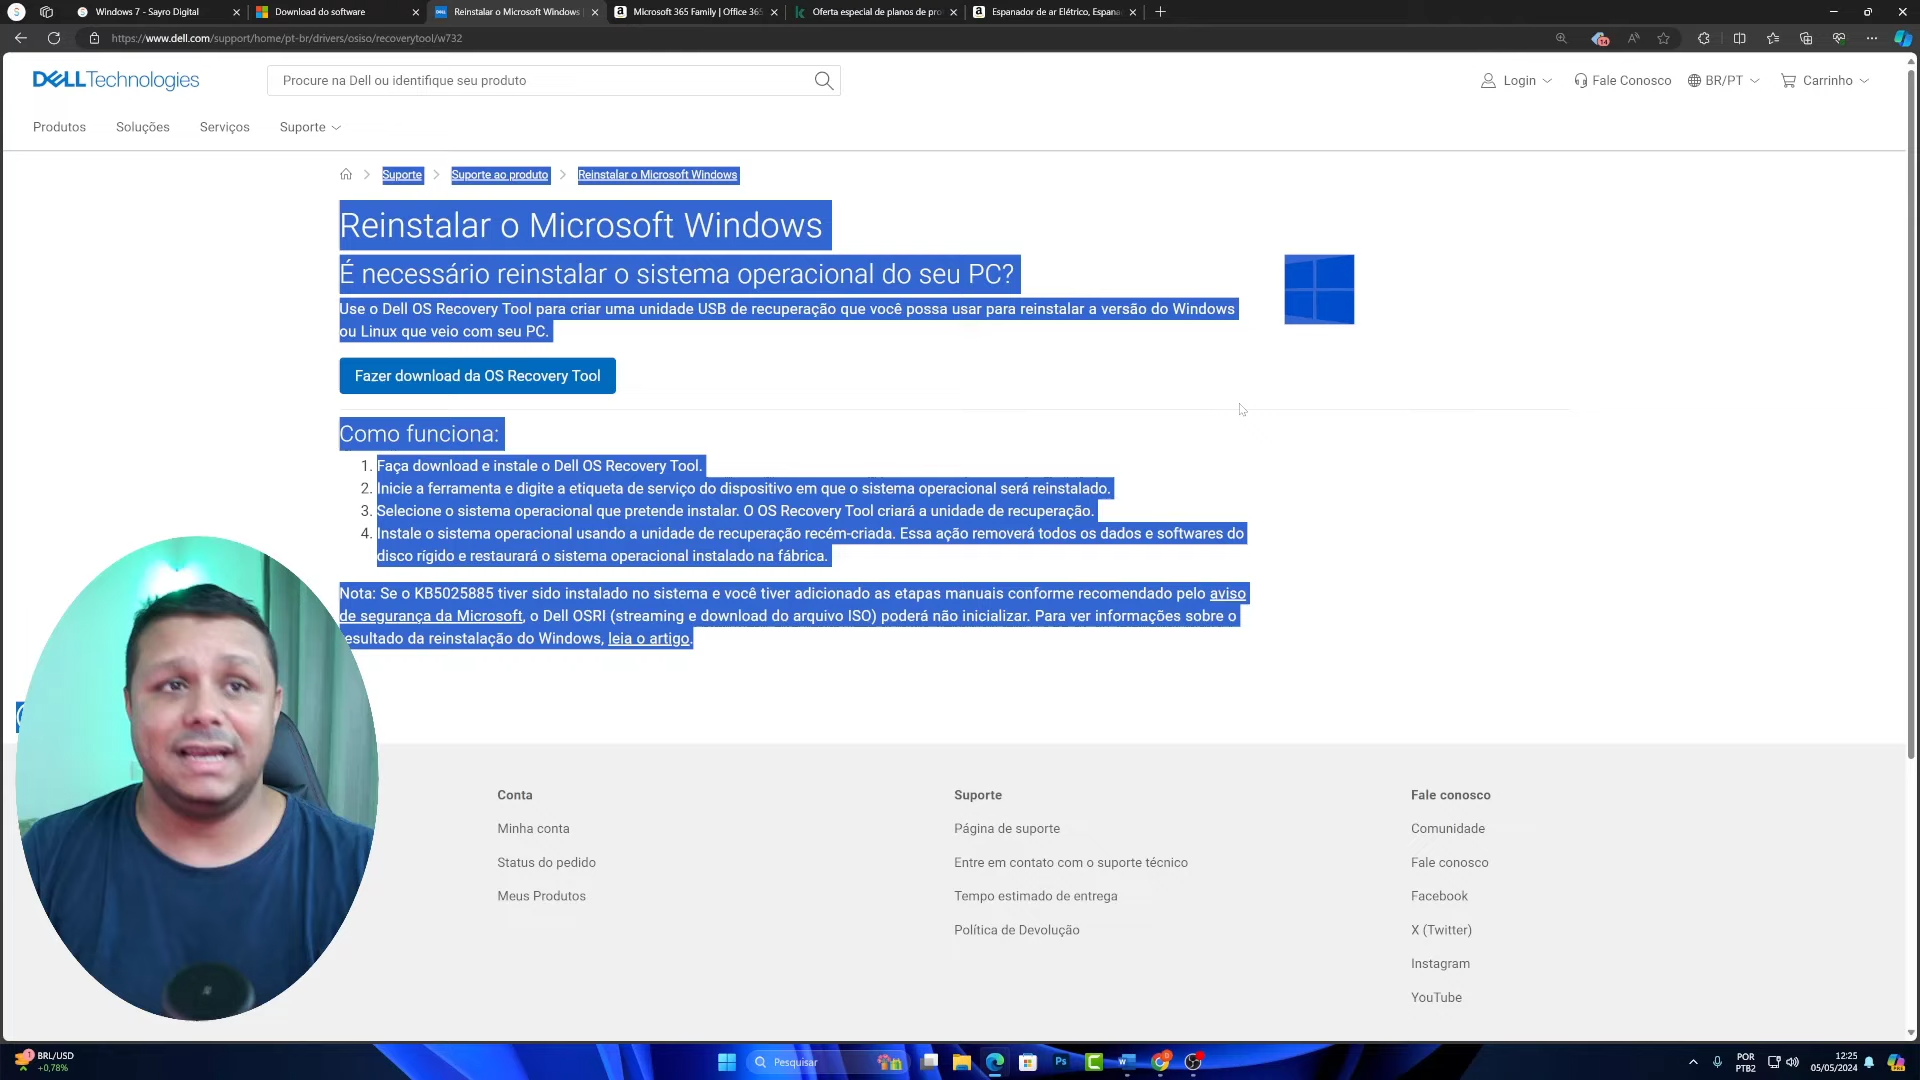 Windows 7 - Sayro Digital
Download do software
Reinstalar o Microsoft Windows
Microsoft 365 Family | Office 365
Oferta especial de planos de pro
Espanador de ar Elétrico, Espana
https://www.dell.com/support/home/pt-br/drivers/osiso/recoverytool/w732
14
DELLTechnologies
Procure na Dell ou identifique seu produto
Login
Fale Conosco
BR/PT
Carrinho
Produtos
Soluções
Serviços
Suporte
Suporte
Suporte ao produto
Reinstalar o Microsoft Windows
Reinstalar o Microsoft Windows
É necessário reinstalar o sistema operacional do seu PC?
Use o Dell OS Recovery Tool para criar uma unidade USB de recuperação que você possa usar para reinstalar a versão do Windows
ou Linux que veio com seu PC.
Fazer download da OS Recovery Tool
Como funciona:
1. Faça download e instale o Dell OS Recovery Tool.
2. Inicie a ferramenta e digite a etiqueta de serviço do dispositivo em que o sistema operacional será reinstalado.
3. Selecione o sistema operacional que pretende instalar. O OS Recovery Tool criará a unidade de recuperação.
4. Instale o sistema operacional usando a unidade de recuperação recém-criada. Essa ação removerá todos os dados e softwares do
disco rígido e restaurará o sistema operacional instalado na fábrica.
Nota: Se o KB5025885 tiver sido instalado no sistema e você tiver adicionado as etapas manuais conforme recomendado pelo aviso
de segurança da Microsoft, o Dell OSRI (streaming e download do arquivo ISO) poderá não inicializar. Para ver informações sobre o
resultado da reinstalação do Windows, leia o artigo.
Conta
Minha conta
Status do pedido
Meus Produtos
Suporte
Página de suporte
Entre em contato com o suporte técnico
Tempo estimado de entrega
Política de Devolução
Fale conosco
Comunidade
Fale conosco
Facebook
X (Twitter)
Instagram
YouTube
BRL/USD
+0,78%
Pesquisar
Ps
POR
PTB2
12:25
05/05/2024